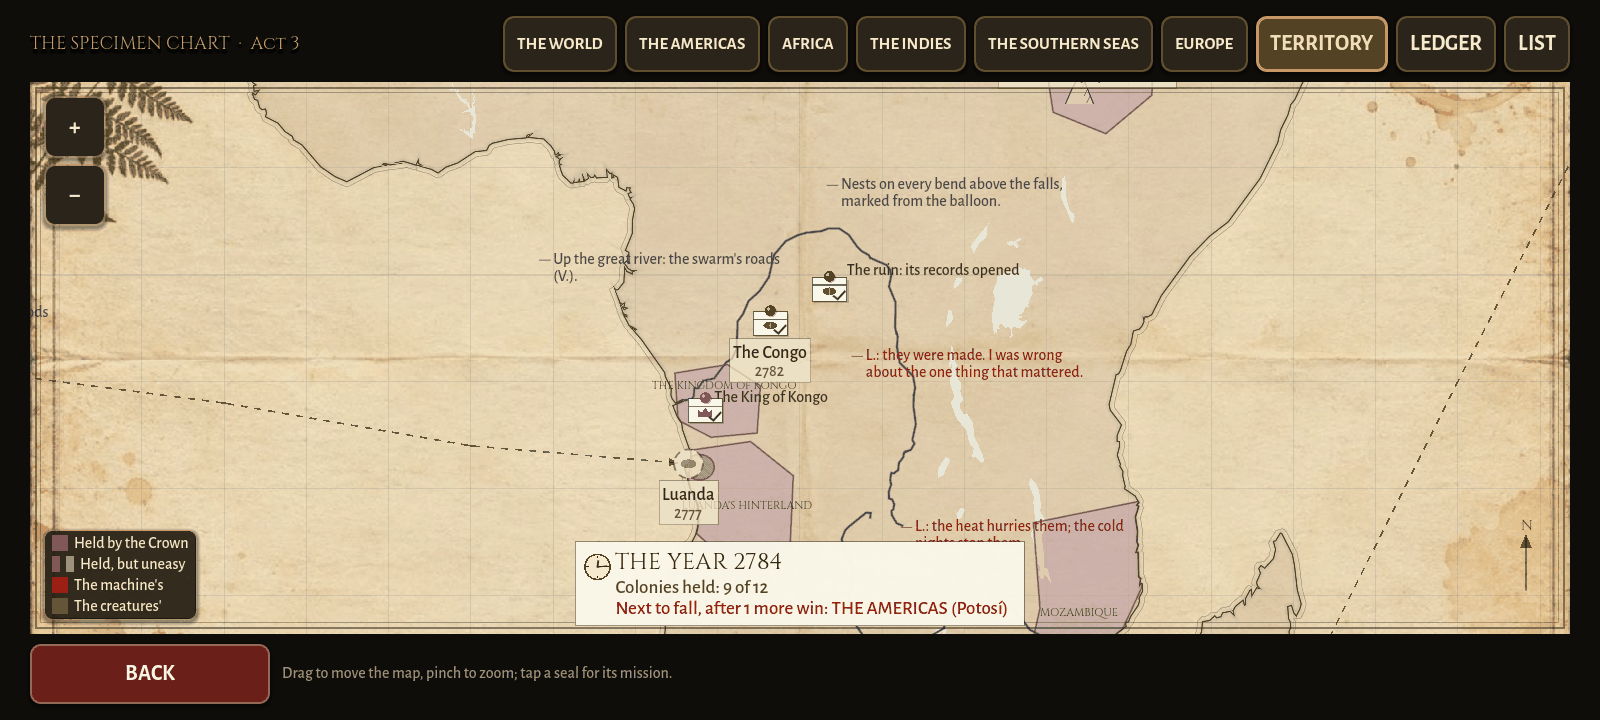 THE SPECIMEN CHART · ACT 3
THE WORLD
THE AMERICAS
AFRICA
THE INDIES
THE SOUTHERN SEAS
EUROPE
TERRITORY
LEDGER
LIST
+
−
— Nests on every bend above the falls,
marked from the balloon.
— Up the great river: the swarm's roads
(V.).
The ruin: its records opened
The Congo
2782
— L.: they were made. I was wrong
about the one thing that mattered.
THE KINGDOM OF KONGO
The King of Kongo
Luanda
2777
HINTERLAND
— L.: the heat hurries them; the cold
nights stop them
N
MOZAMBIQUE
Held by the Crown
Held, but uneasy
The machine's
The creatures'
THE YEAR 2784
Colonies held: 9 of 12
Next to fall, after 1 more win: THE AMERICAS (Potosí)
BACK
Drag to move the map, pinch to zoom; tap a seal for its mission.